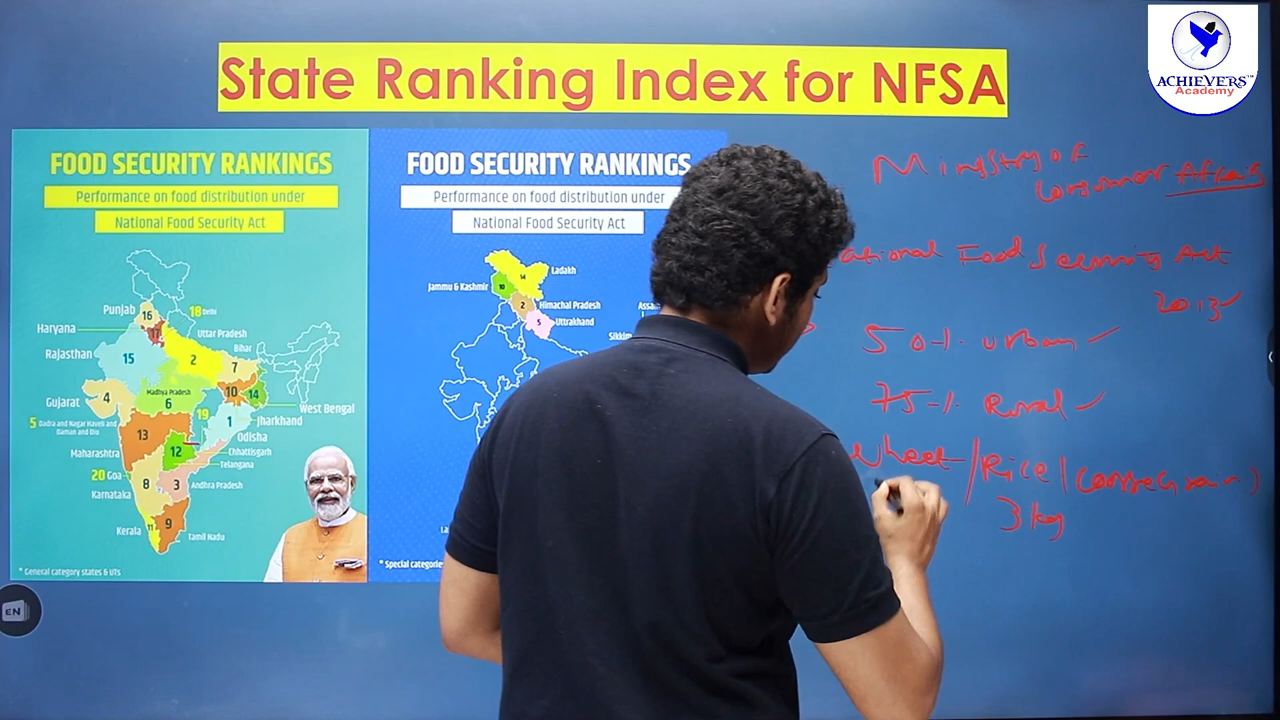 State Ranking Index for NFSA
ACHIEVERS™
Academy
FOOD SECURITY RANKINGS
Performance on food distribution under
National Food Security Act
Punjab
16
18 Delhi
Haryana
17
Uttar Pradesh
Bihar
Rajasthan
15
2
7
Gujarat
4
Madhya Pradesh
6
10
14
19
West Bengal
5 Dadra and Nagar Haveli and
Daman and Diu
1
Jharkhand
13
Odisha
Maharashtra
12
Chhattisgarh
Telangana
20 Goa
8
3
Andhra Pradesh
Karnataka
Kerala
11
9
Tamil Nadu
* General category states & UTs
FOOD SECURITY RANKINGS
Performance on food distribution under
National Food Security Act
14
Ladakh
Jammu & Kashmir
10
2
Himachal Pradesh
5
Uttrakhand
Assa
Sikkim
La
* Special categorie
Ministry of
Consumer Affairs
ational Food Security Act
2013
50%. urban
75%. Rural
Wheet / Rice
3 kg
EN